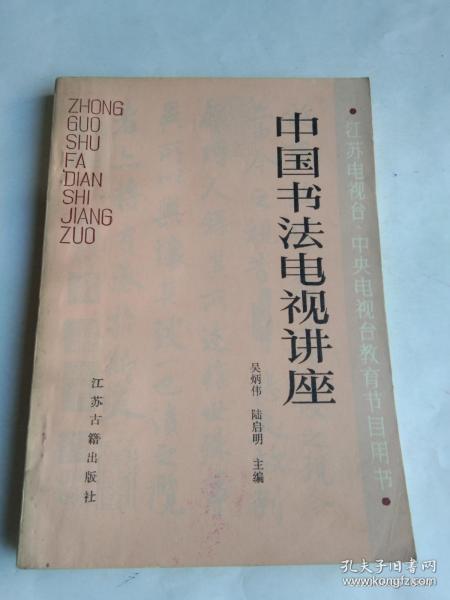 ZHONG
GUO
SHU
FA
DIAN
SHI
JIANG
ZUO
中国书法电视讲座
•江苏电视台、中央电视台教育节目用书•
吴炳伟 陆启明 主编
江苏古籍出版社
孔夫子旧书网
www.kongfz.com